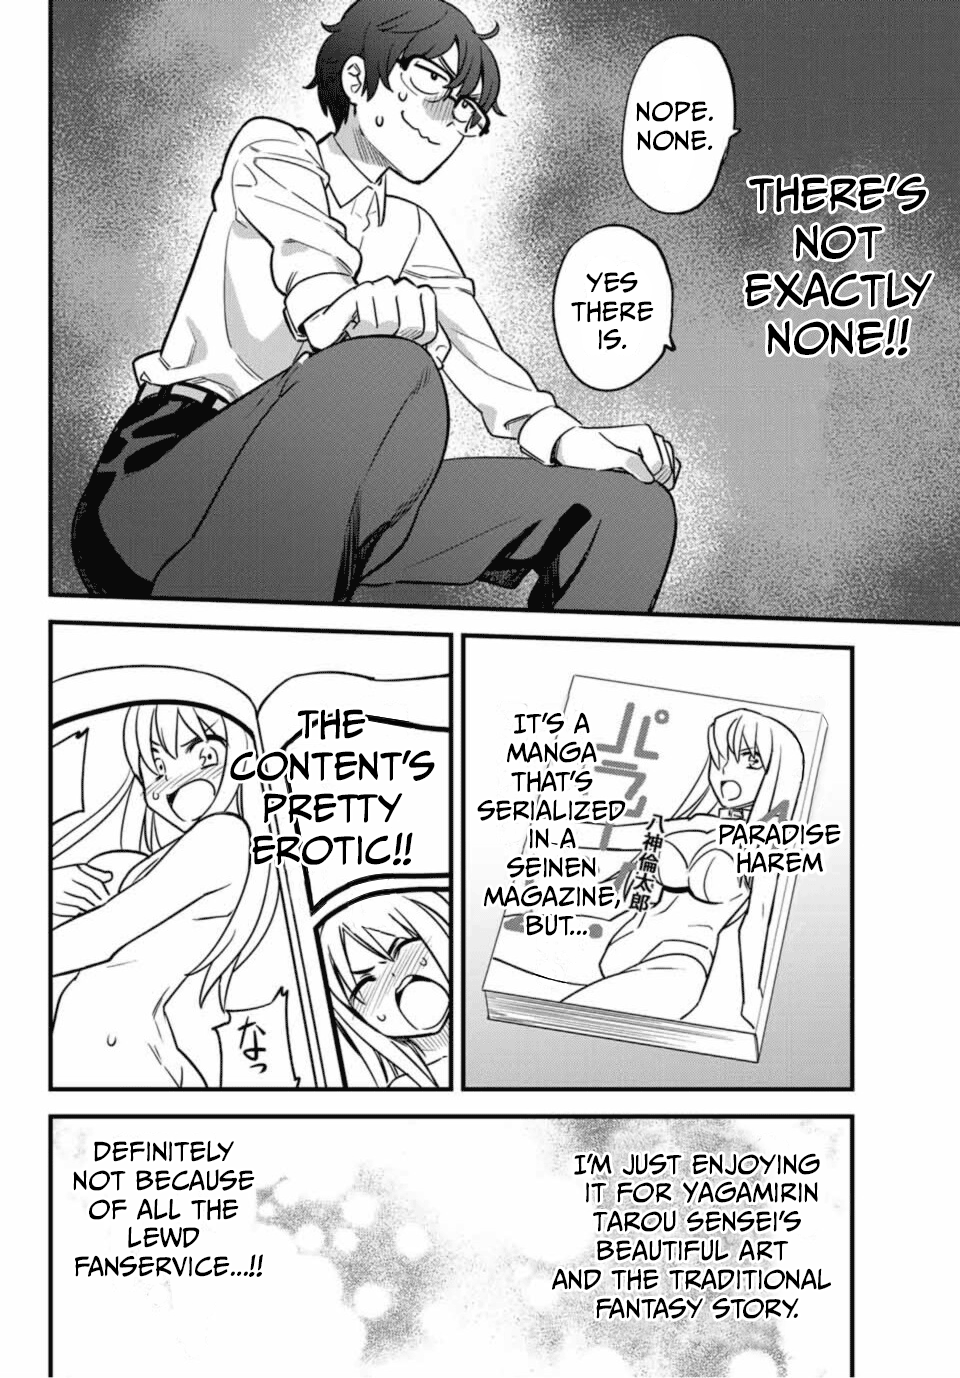 NOPE.
NONE.
THERE'S
NOT
EXACTLY
NONE!!
YES
THERE
IS.
IT'S A
MANGA
THAT'S
SERIALIZED
IN A
SEINEN
MAGAZINE,
BUT...
八神倫太郎
PARADISE
HAREM
THE
CONTENT'S
PRETTY
EROTIC!!
なっ
I'M JUST ENJOYING
IT FOR YAGAMIRIN
TAROU SENSEI'S
BEAUTIFUL ART
AND THE TRADITIONAL
FANTASY STORY.
DEFINITELY
NOT BECAUSE
OF ALL THE
LEWD
FANSERVICE...!!